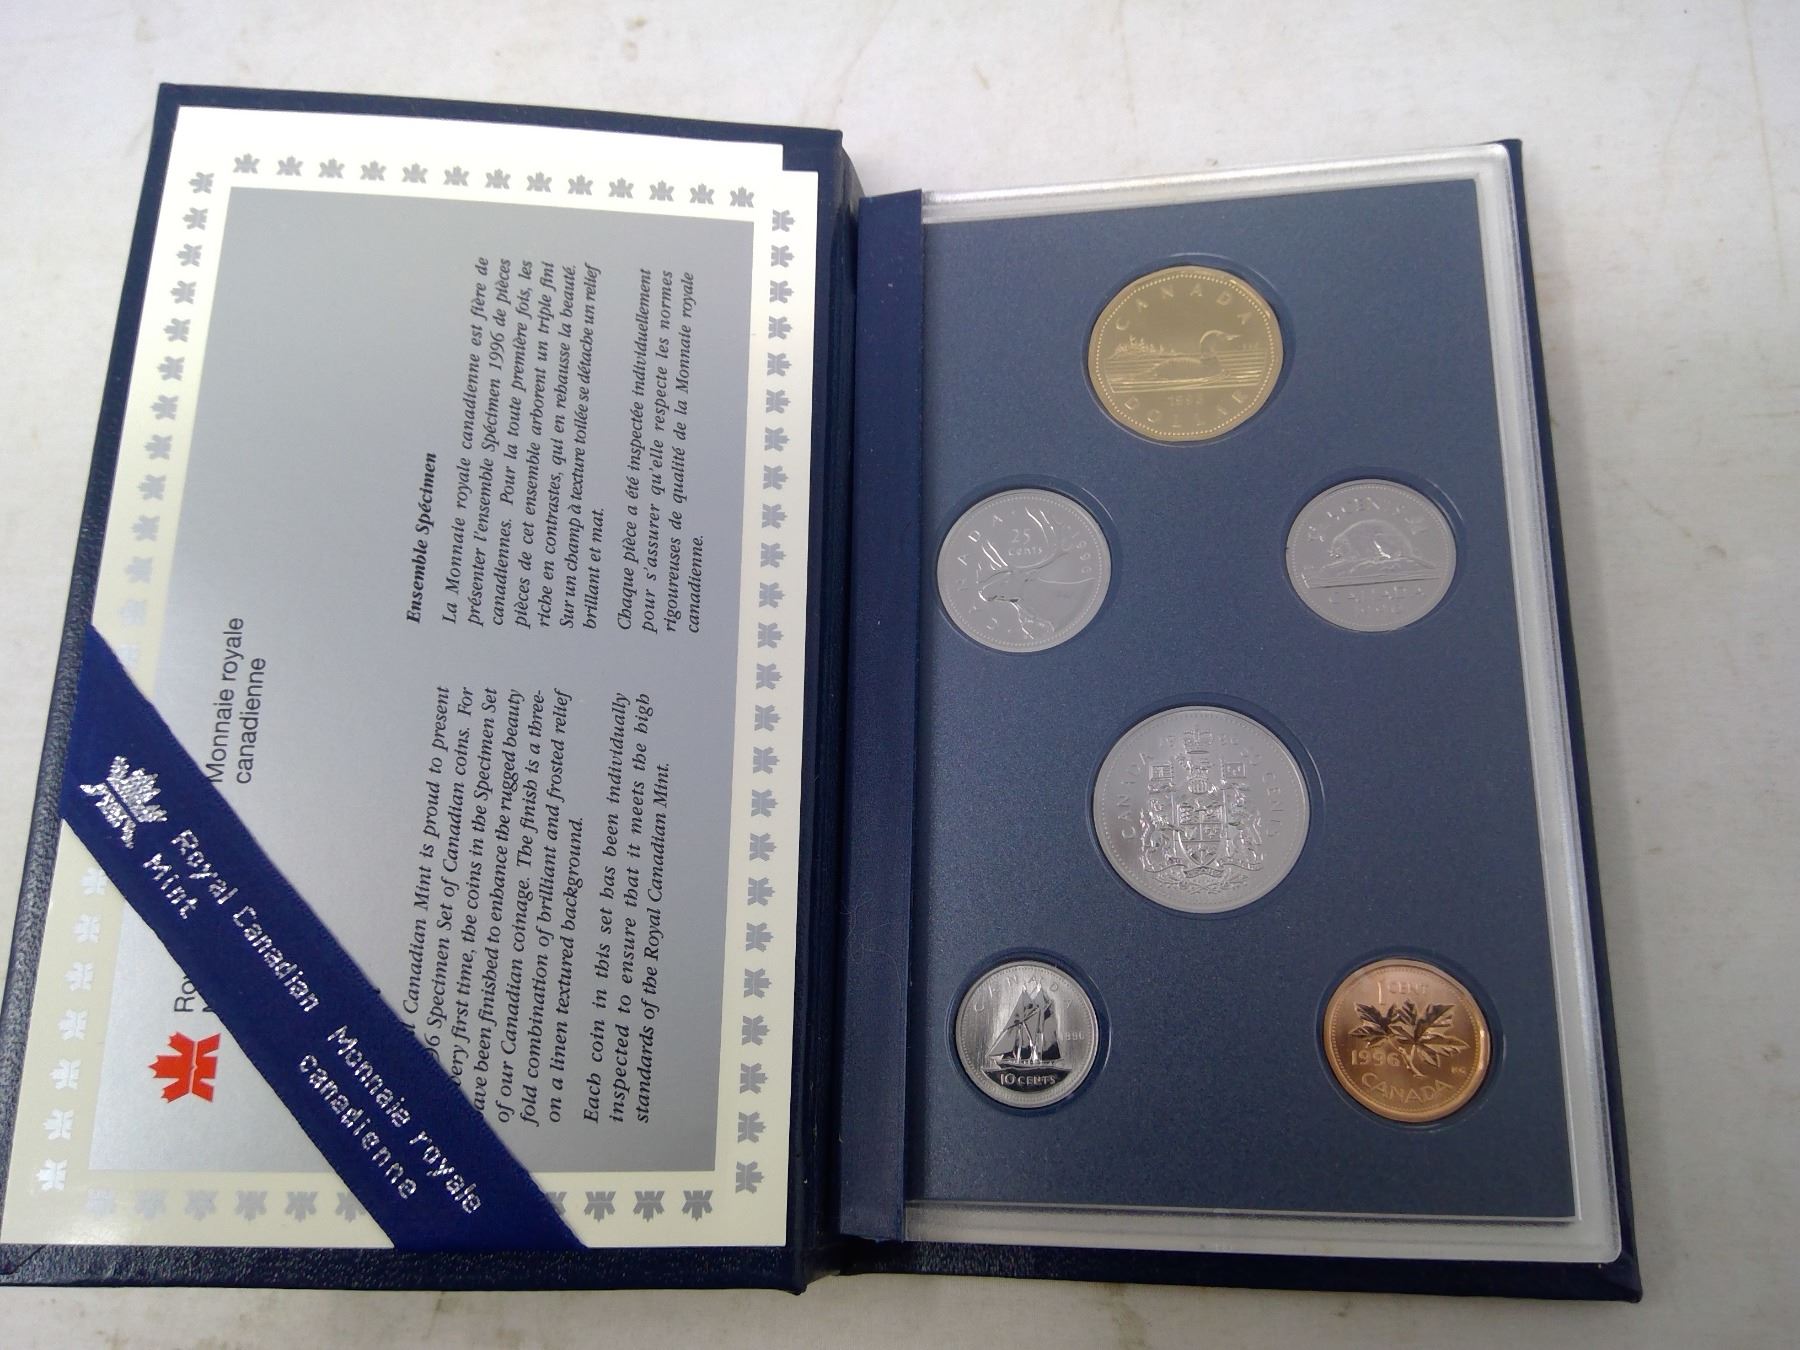 Monnaie royale
canadienne
Royal Canadian
Mint
Monnaie royale
canadienne
Canadian Mint is proud to present
Specimen Set of Canadian coins. For
very first time, the coins in the Specimen Set
have been finished to enhance the rugged beauty
of our Canadian coinage. The finish is a three-
fold combination of brilliant and frosted relief
on a linen textured background.
Each coin in this set has been individually
inspected to ensure that it meets the high
standards of the Royal Canadian Mint.
Ensemble Spécimen
La Monnaie royale canadienne est fière de
présenter l'ensemble Spécimen 1996 de pièces
canadiennes. Pour la toute première fois, les
pièces de cet ensemble arborent un triple fini
riche en contrastes, qui en rehausse la beauté.
Sur un champ à texture toilée se détache un relief
brillant et mat.
Chaque pièce a été inspectée individuellement
pour s'assurer qu'elle respecte les normes
rigoureuses de qualité de la Monnaie royale
canadienne.
CANADA
1996
DOLLAR
CANADA
25
cents
1996
5 CENTS
CANADA
1996
CANADA
1996
50 CENTS
CANADA
1996
10 CENTS
1 CENT
1996
CANADA